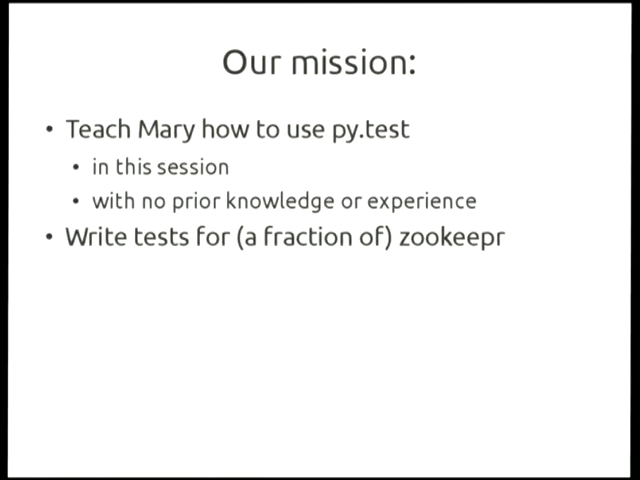 Our mission:
• Teach Mary how to use py.test
• in this session
• with no prior knowledge or experience
• Write tests for (a fraction of) zookeepr